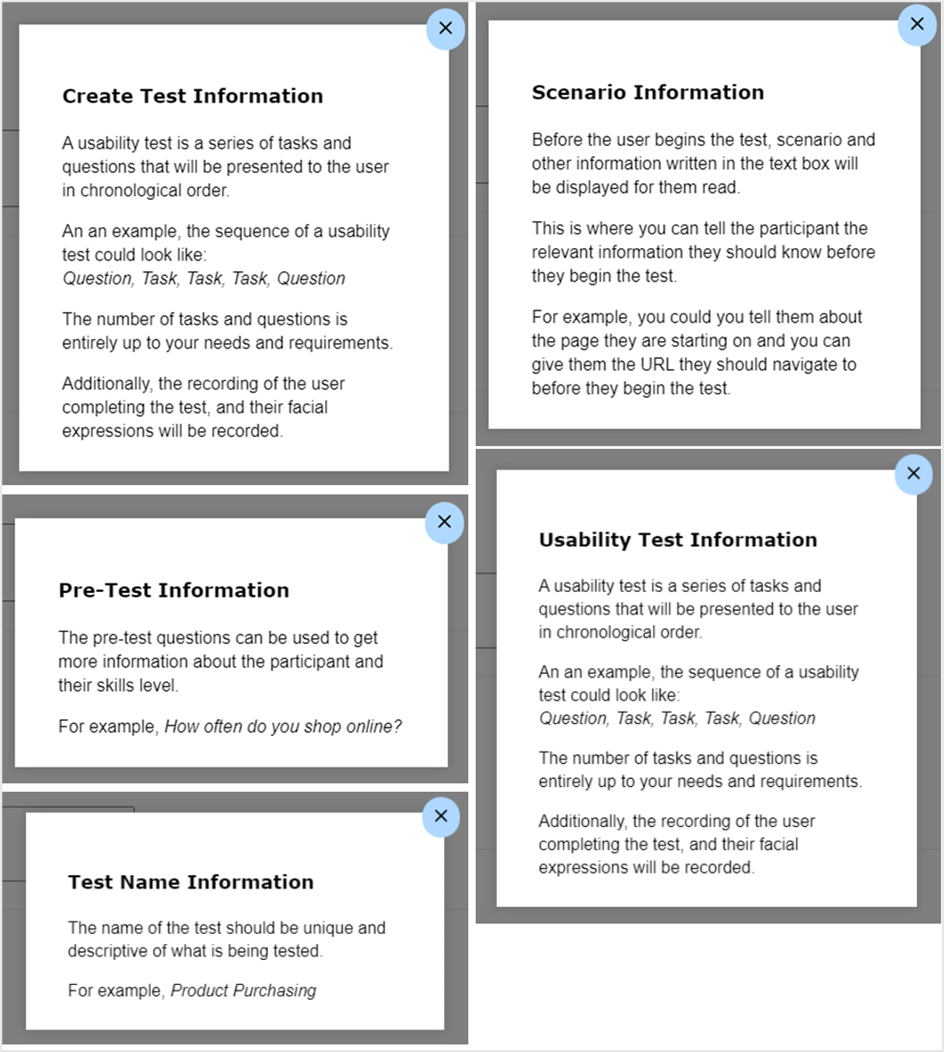 Create Test Information
A usability test is a series of tasks and
questions that will be presented to the user
in chronological order.
An an example, the sequence of a usability
test could look like:
Question, Task, Task, Task, Question
The number of tasks and questions is
entirely up to your needs and requirements.
Additionally, the recording of the user
completing the test, and their facial
expressions will be recorded.
Pre-Test Information
The pre-test questions can be used to get
more information about the participant and
their skills level.
For example, How often do you shop online?
Test Name Information
The name of the test should be unique and
descriptive of what is being tested.
For example, Product Purchasing
Scenario Information
Before the user begins the test, scenario and
other information written in the text box will
be displayed for them read.
This is where you can tell the participant the
relevant information they should know before
they begin the test.
For example, you could you tell them about
the page they are starting on and you can
give them the URL they should navigate to
before they begin the test.
Usability Test Information
A usability test is a series of tasks and
questions that will be presented to the user
in chronological order.
An an example, the sequence of a usability
test could look like:
Question, Task, Task, Task, Question
The number of tasks and questions is
entirely up to your needs and requirements.
Additionally, the recording of the user
completing the test, and their facial
expressions will be recorded.